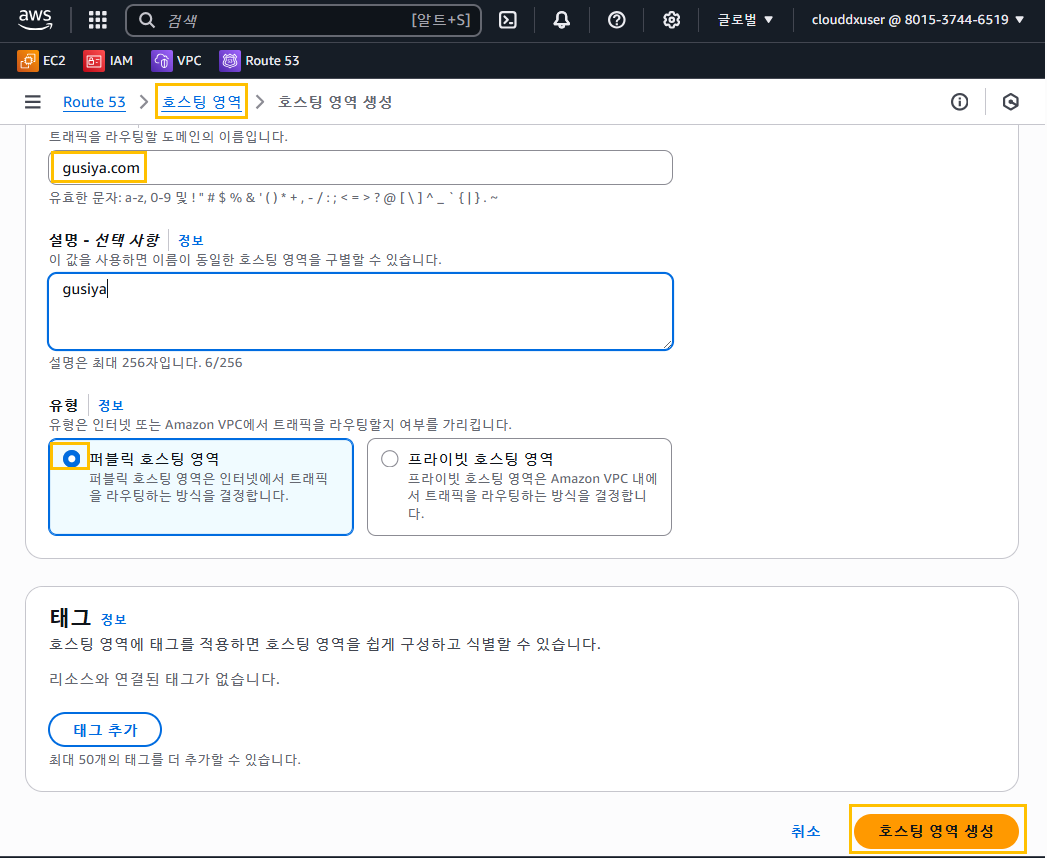 aws
검색 [알트+S] 글로벌 ▼ clouddxuser @ 8015-3744-6519 ▼
EC2 IAM VPC Route 53
Route 53 > 호스팅 영역 > 호스팅 영역 생성
트래픽을 라우팅할 도메인의 이름입니다.
gusiya.com
유효한 문자: a-z, 0-9 및 ! " # $ % & ' ( ) * + , - / : ; < = > ? @ [ \ ] ^ _ ` { | } . ~
설명 - 선택 사항 정보
이 값을 사용하면 이름이 동일한 호스팅 영역을 구별할 수 있습니다.
gusiya
설명은 최대 256자입니다. 6/256
유형 정보
유형은 인터넷 또는 Amazon VPC에서 트래픽을 라우팅할지 여부를 가리킵니다.
퍼블릭 호스팅 영역
퍼블릭 호스팅 영역은 인터넷에서 트래픽
을 라우팅하는 방식을 결정합니다.
프라이빗 호스팅 영역
프라이빗 호스팅 영역은 Amazon VPC 내에
서 트래픽을 라우팅하는 방식을 결정합니
다.
태그 정보
호스팅 영역에 태그를 적용하면 호스팅 영역을 쉽게 구성하고 식별할 수 있습니다.
리소스와 연결된 태그가 없습니다.
태그 추가
최대 50개의 태그를 더 추가할 수 있습니다.
취소 호스팅 영역 생성